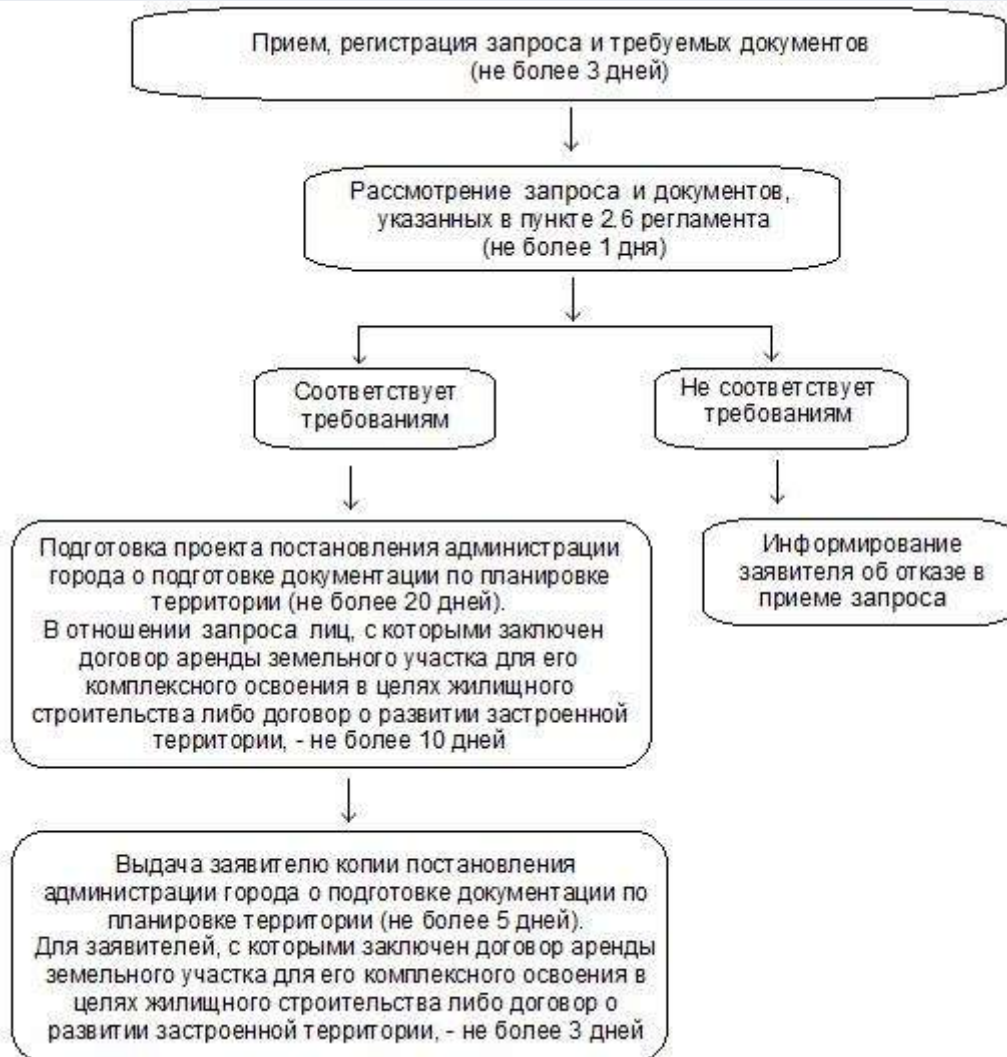 Прием, регистрация запроса и требуемых документов
(не более 3 дней)
Рассмотрение запроса и документов,
указанных в пункте 2.6 регламента
(не более 1 дня)
Соответствует
требованиям
Не соответствует
требованиям
Подготовка проекта постановления администрации
города о подготовке документации по планировке
территории (не более 20 дней).
В отношении запроса лиц, с которыми заключен
договор аренды земельного участка для его
комплексного освоения в целях жилищного
строительства либо договор о развитии застроенной
территории, - не более 10 дней
Информирование
заявителя об отказе в
приеме запроса
Выдача заявителю копии постановления
администрации города о подготовке документации по
планировке территории (не более 5 дней).
Для заявителей, с которыми заключен договор аренды
земельного участка для его комплексного освоения в
целях жилищного строительства либо договор о
развитии застроенной территории, - не более 3 дней